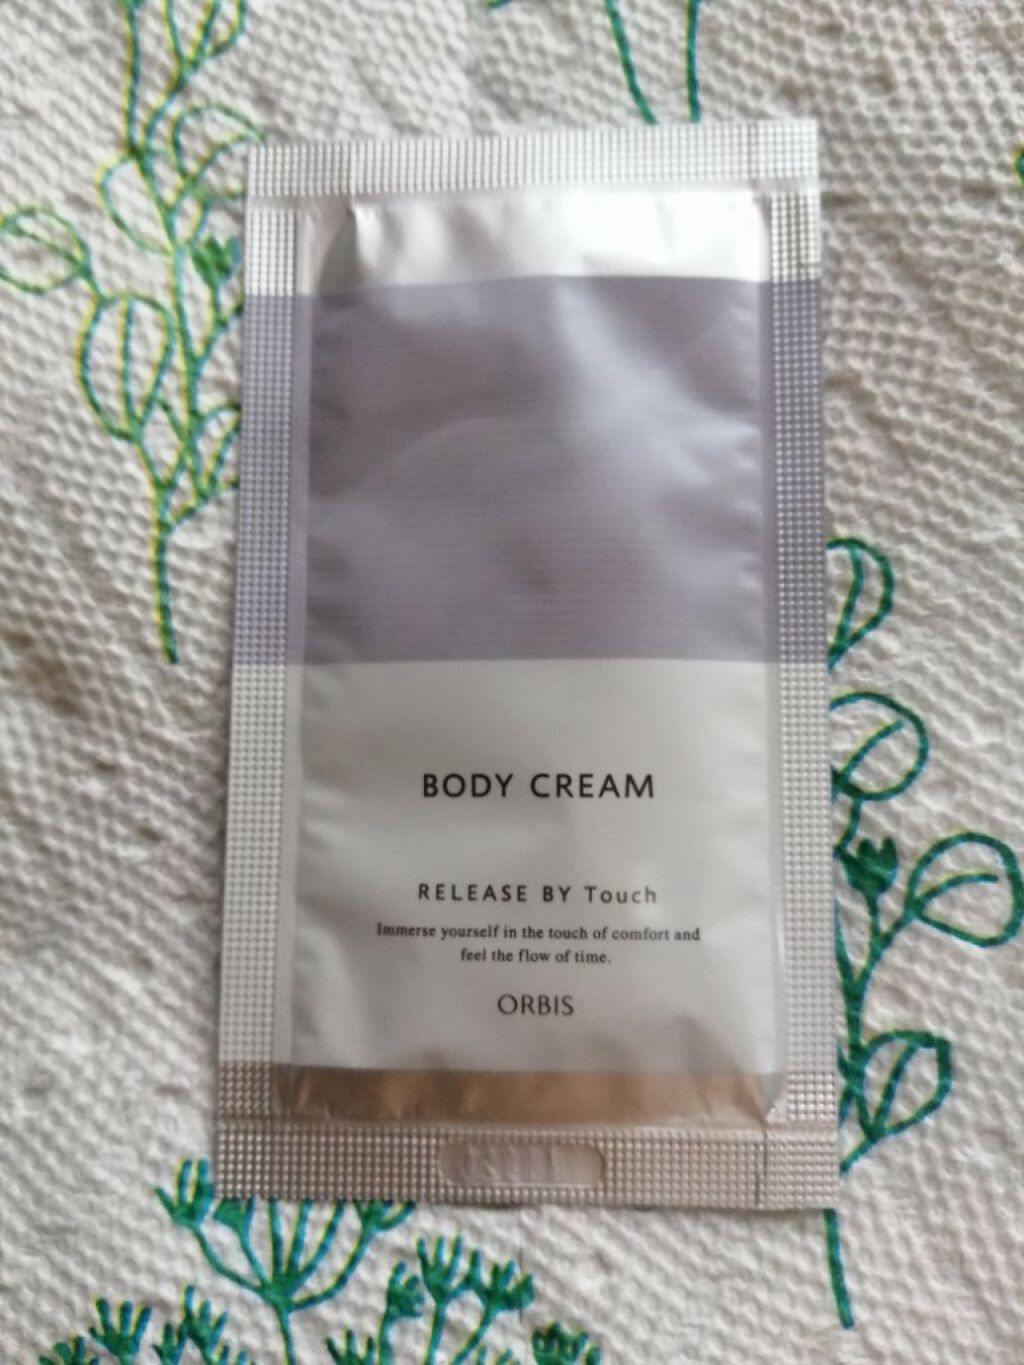 BODY CREAM
RELEASE BY Touch
Immerse yourself in the touch of comfort and
feel the flow of time.
ORBIS